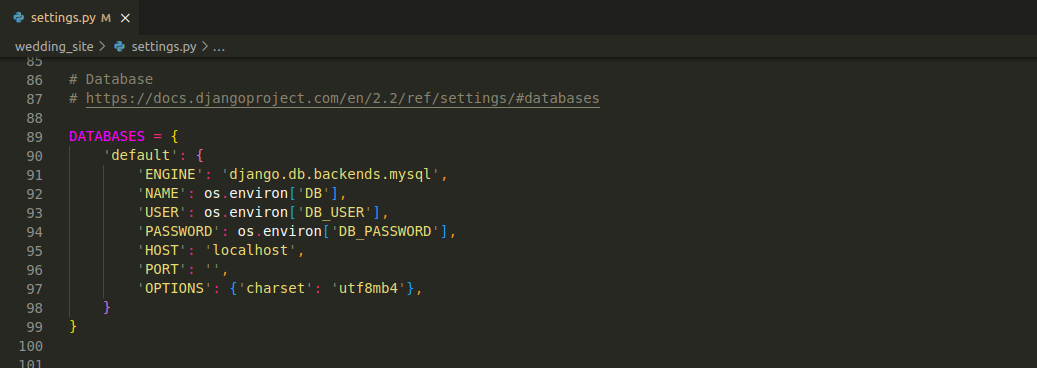 settings.py M ×
wedding_site > settings.py > ...
85
86 # Database
87 # https://docs.djangoproject.com/en/2.2/ref/settings/#databases
88
89 DATABASES = {
90     'default': {
91         'ENGINE': 'django.db.backends.mysql',
92         'NAME': os.environ['DB'],
93         'USER': os.environ['DB_USER'],
94         'PASSWORD': os.environ['DB_PASSWORD'],
95         'HOST': 'localhost',
96         'PORT': '',
97         'OPTIONS': {'charset': 'utf8mb4'},
98     }
99 }
100
101